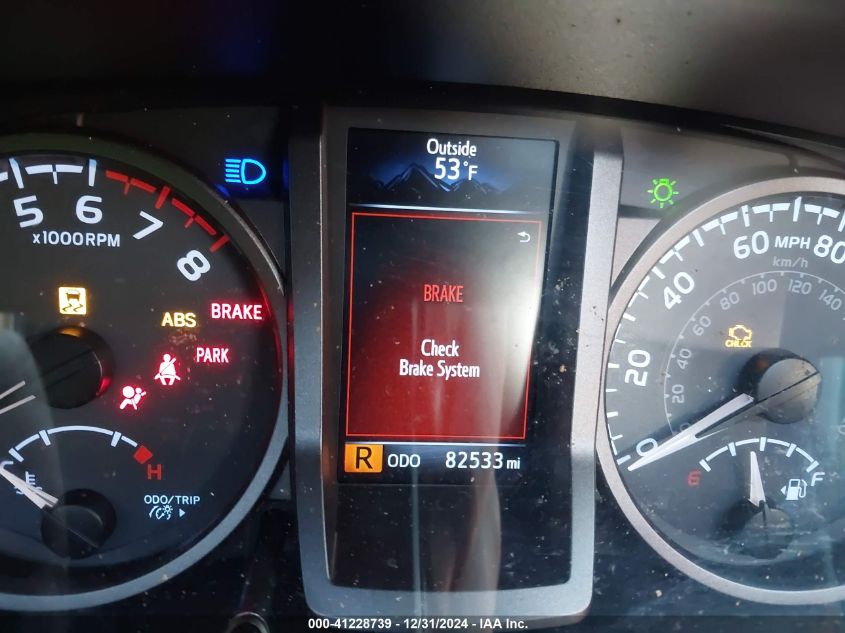 Outside
53°F
5 6 7 8
x1000RPM
ABS
BRAKE
PARK
H
C
ODO/TRIP
BRAKE
Check
Brake System
R ODO 82533 mi
0 20 40 60 80
MPH
km/h
60 80 100 120 140
CHECK
E F
000-41228739 - 12/31/2024 - IAA Inc.